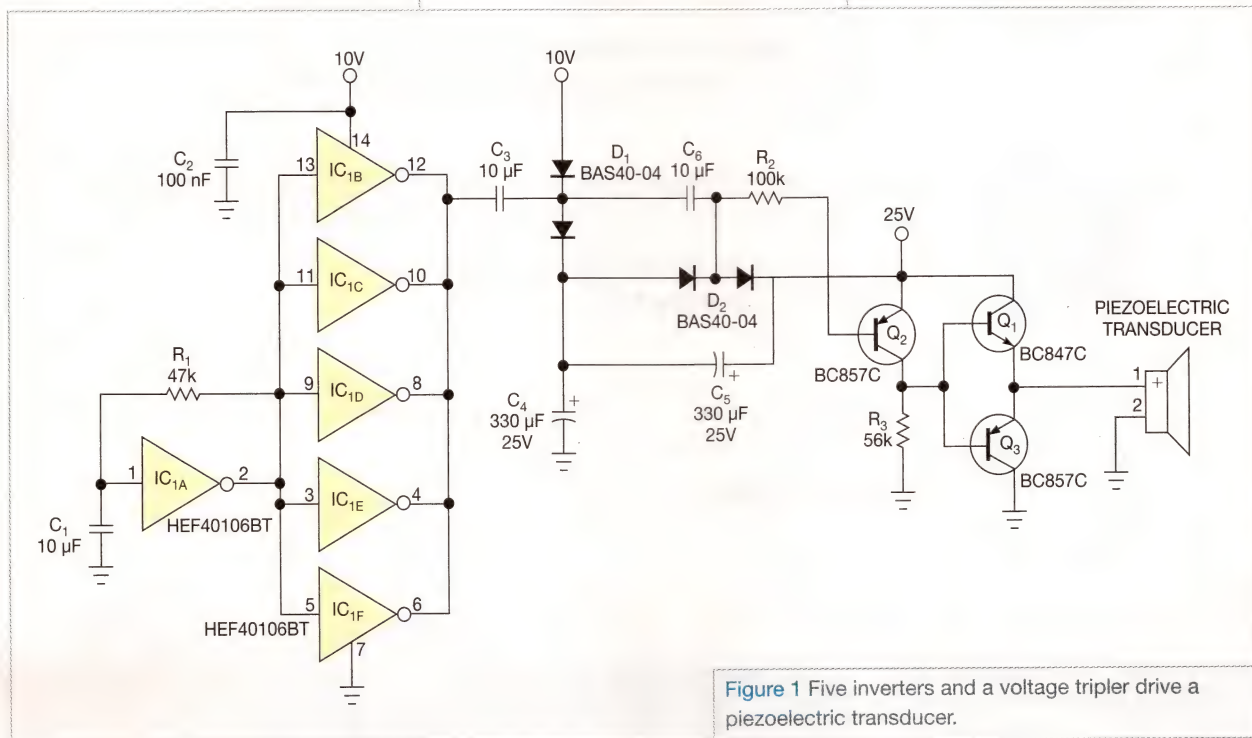 10V
14
C2
100 nF
13
IC1B
12
11
IC1C
10
R1
47k
9
IC1D
8
1
IC1A
2
HEF40106BT
3
IC1E
4
C1
10 µF
5
IC1F
6
HEF40106BT
7
10V
C3
10 µF
D1
BAS40-04
C6
10 µF
R2
100k
D2
BAS40-04
25V
C4
330 µF
25V
+
C5
330 µF
25V
+
Q2
BC857C
Q1
BC847C
R3
56k
Q3
BC857C
PIEZOELECTRIC
TRANSDUCER
1
2
+
Figure 1 Five inverters and a voltage tripler drive a
piezoelectric transducer.